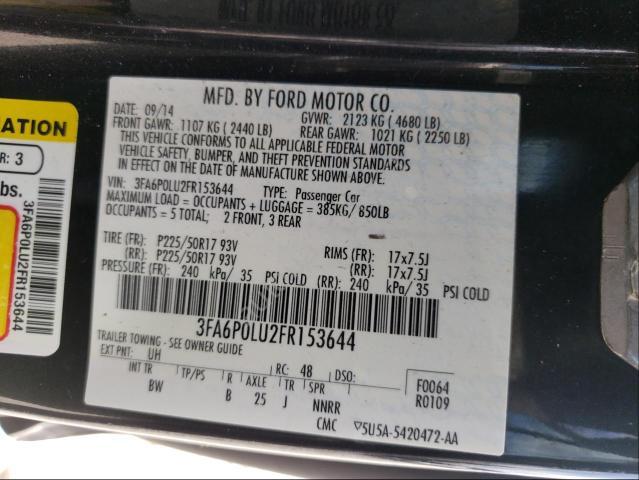 MFD. BY FORD MOTOR CO.
DATE: 09/14 GVWR: 2123 KG ( 4680 LB)
FRONT GAWR: 1107 KG ( 2440 LB) REAR GAWR: 1021 KG ( 2250 LB)
THIS VEHICLE CONFORMS TO ALL APPLICABLE FEDERAL MOTOR
VEHICLE SAFETY, BUMPER, AND THEFT PREVENTION STANDARDS
IN EFFECT ON THE DATE OF MANUFACTURE SHOWN ABOVE.
VIN: 3FA6P0LU2FR153644 TYPE: Passenger Car
MAXIMUM LOAD = OCCUPANTS + LUGGAGE = 385KG/850LB
OCCUPANTS = 5 TOTAL; 2 FRONT, 3 REAR
TIRE (FR): P225/50R17 93V RIMS (FR): 17x7.5J
(RR): P225/50R17 93V (RR): 17x7.5J
PRESSURE (FR): 240 kPa/ 35 PSI COLD (RR): 240 kPa/ 35 PSI COLD
3FA6P0LU2FR153644
TRAILER TOWING - SEE OWNER GUIDE
EXT PNT: UH RC: 48 DSO: F0064
R0109
INT TR TP/PS R AXLE TR SPR
BW B 25 J NNRR
CMC ▽5U5A-5420472-AA
MATION
R: 3
bs.
3FA6P0LU2FR153644